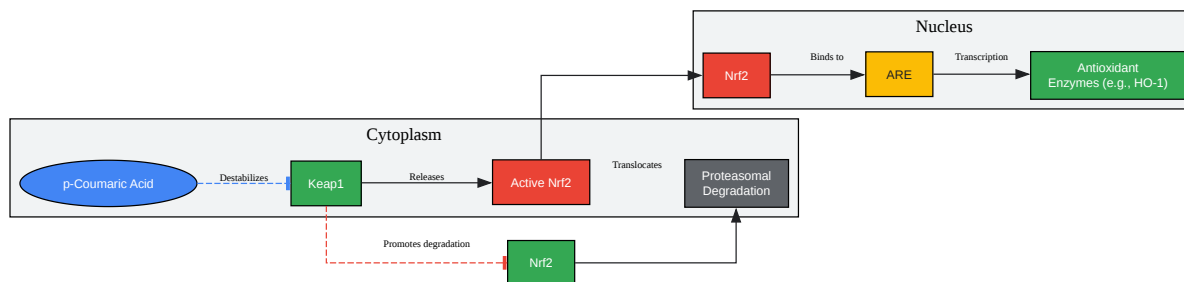 Nucleus
Nrf2
Binds to
ARE
Transcription
Antioxidant
Enzymes (e.g., HO-1)
Cytoplasm
p-Coumaric Acid
Destabilizes
Keap1
Releases
Active Nrf2
Translocates
Proteasomal
Degradation
Promotes degradation
Nrf2